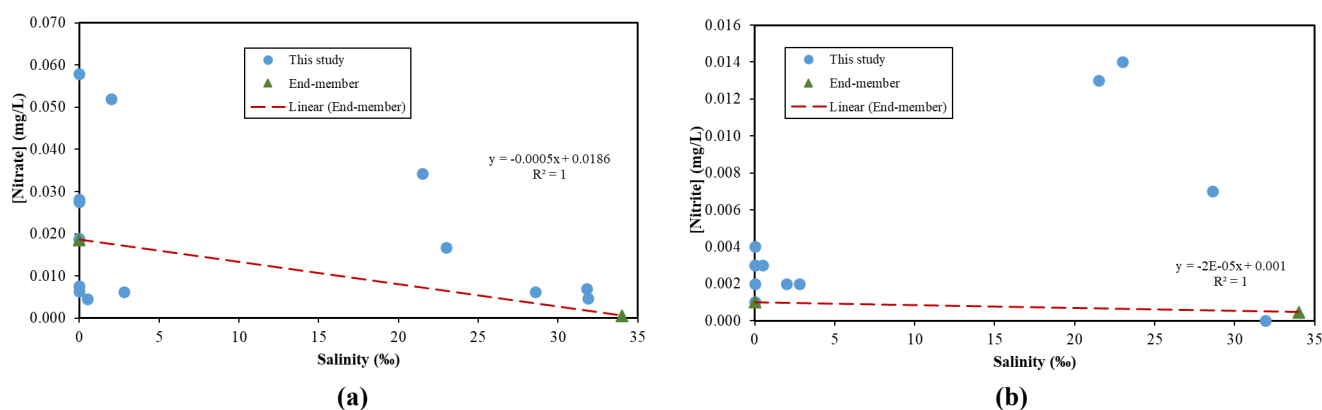 0.070
0.060
0.050
0.040
0.030
0.020
0.010
0.000
[Nitrate] (mg/L)
This study
End-member
Linear (End-member)
y = -0.0005x + 0.0186
R² = 1
0 5 10 15 20 25 30 35
Salinity (‰)
(a)
0.016
0.014
0.012
0.010
0.008
0.006
0.004
0.002
0.000
[Nitrite] (mg/L)
This study
End-member
Linear (End-member)
y = -2E-05x + 0.001
R² = 1
0 5 10 15 20 25 30 35
Salinity (‰)
(b)